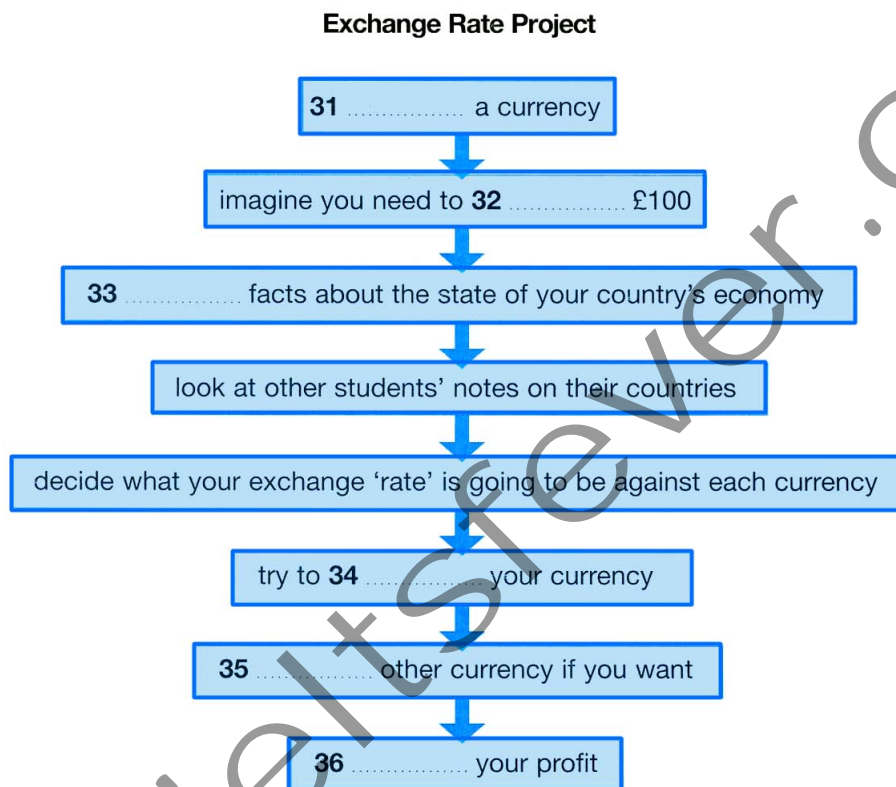 Exchange Rate Project
31 ................ a currency
imagine you need to 32 ................ £100
33 ................ facts about the state of your country's economy
look at other students' notes on their countries
decide what your exchange 'rate' is going to be against each currency
try to 34 ................ your currency
35 ................ other currency if you want
36 ................ your profit
ieltsfever.c